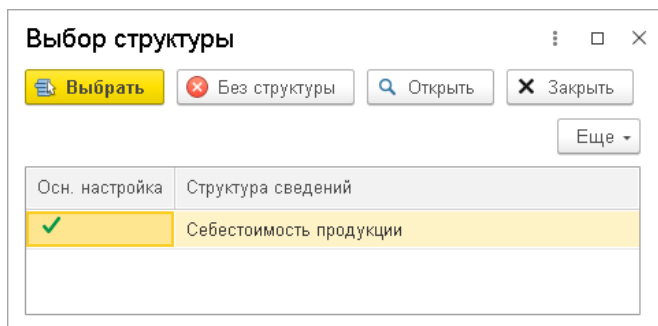 Выбор структуры
Выбрать Без структуры Открыть Закрыть
Еще
Осн. настройка Структура сведений
Себестоимость продукции